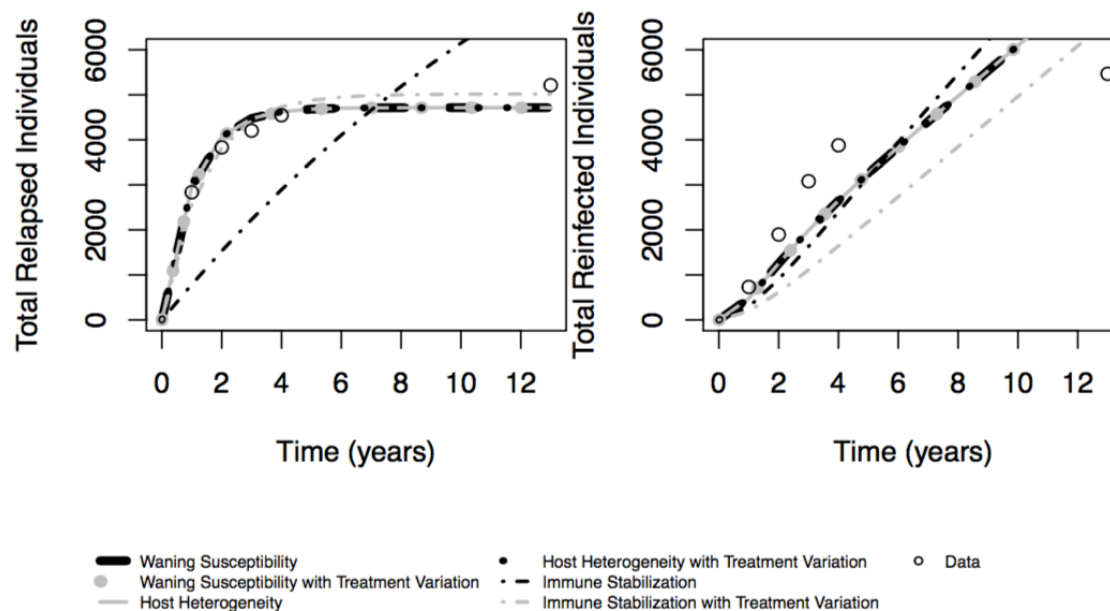 Total Relapsed Individuals
6000
4000
2000
0
0 2 4 6 8 10 12
Time (years)
Total Reinfected Individuals
6000
4000
2000
0
0 2 4 6 8 10 12
Time (years)
Waning Susceptibility
Waning Susceptibility with Treatment Variation
Host Heterogeneity
Host Heterogeneity with Treatment Variation
Immune Stabilization
Immune Stabilization with Treatment Variation
Data